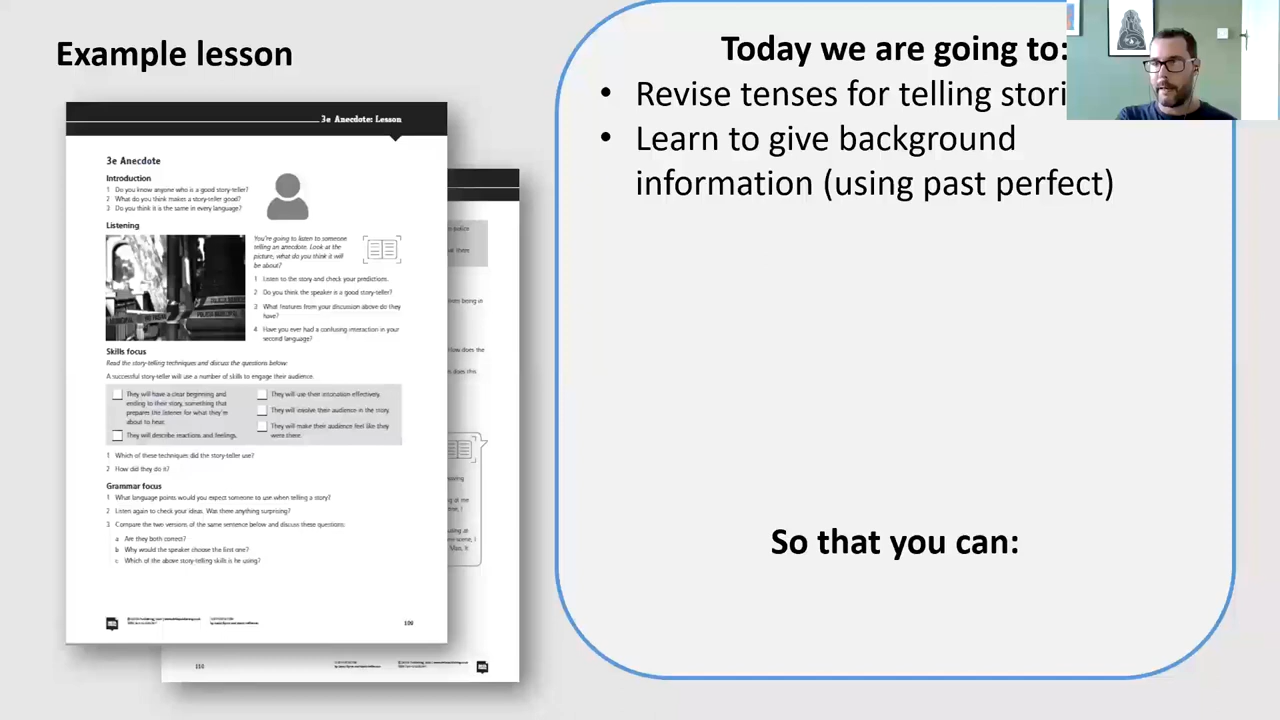 Example lesson
3e Anecdote: Lesson
3e Anecdote
Introduction
1 Do you know anyone who is a good story-teller?
2 What do you think makes a story-teller good?
3 Do you think it is the same in every language?
Listening
You're going to listen to someone
telling an anecdote. Look at the
picture, what do you think it will
be about?
1 Listen to the story and check your predictions.
2 Do you think the speaker is a good story-teller?
3 What features from your discussion above do they
have?
4 Have you ever had a confusing interaction in your
second language?
Skills focus
Read the story-telling techniques and discuss the questions below:
A successful story-teller will use a number of skills to engage their audience.
They will have a clear beginning and
ending to their story, something that
prepares the listener for what they're
about to hear.
They will describe reactions and feelings.
They will use their intonation effectively.
They will involve their audience in the story.
They will make their audience feel like they
were there.
1 Which of these techniques did the story-teller use?
2 How did they do it?
Grammar focus
1 What language points would you expect someone to use when telling a story?
2 Listen again to check your ideas. Was there anything surprising?
3 Compare the two versions of the same sentence below and discuss these questions:
a Are they both correct?
b Why would the speaker choose the first one?
c Which of the above story-telling skills is he using?
Today we are going to:
• Revise tenses for telling stori
• Learn to give background
information (using past perfect)
So that you can: